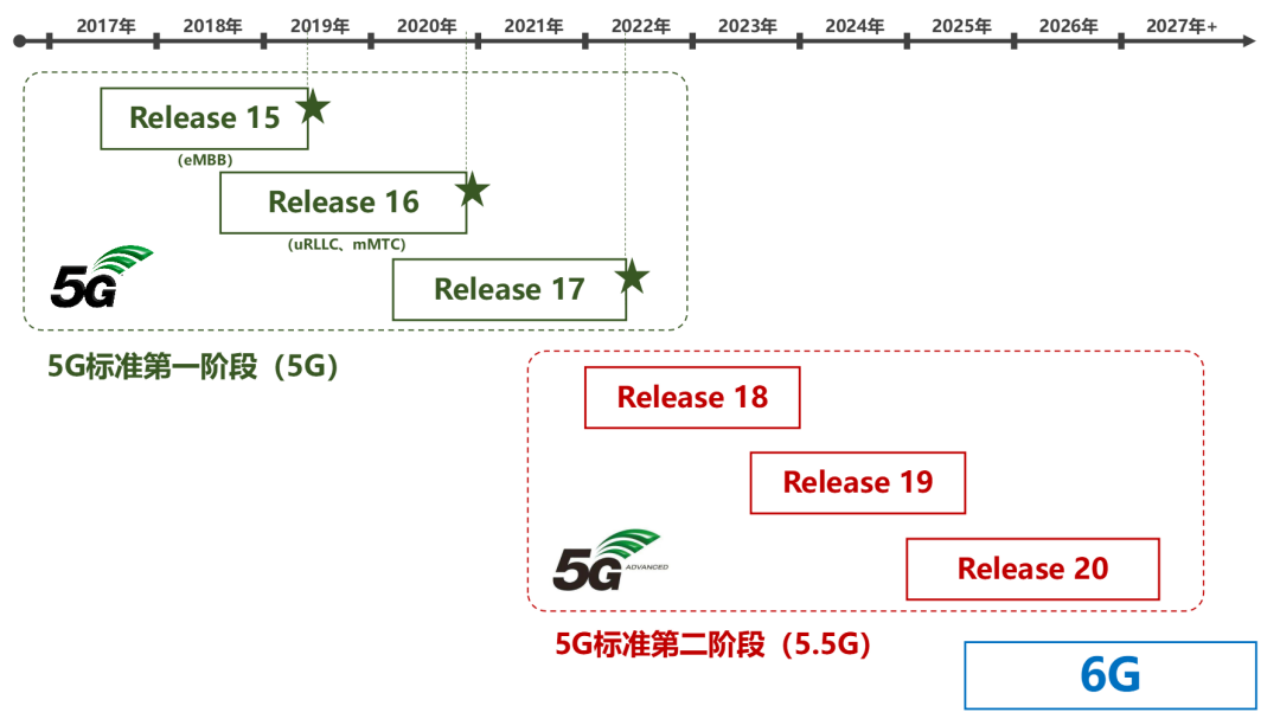 2017年 2018年 2019年 2020年 2021年 2022年 2023年 2024年 2025年 2026年 2027年+
Release 15
(eMBB)
Release 16
(uRLLC、mMTC)
Release 17
5G
5G标准第一阶段（5G）
Release 18
Release 19
5G ADVANCED
Release 20
5G标准第二阶段（5.5G）
6G